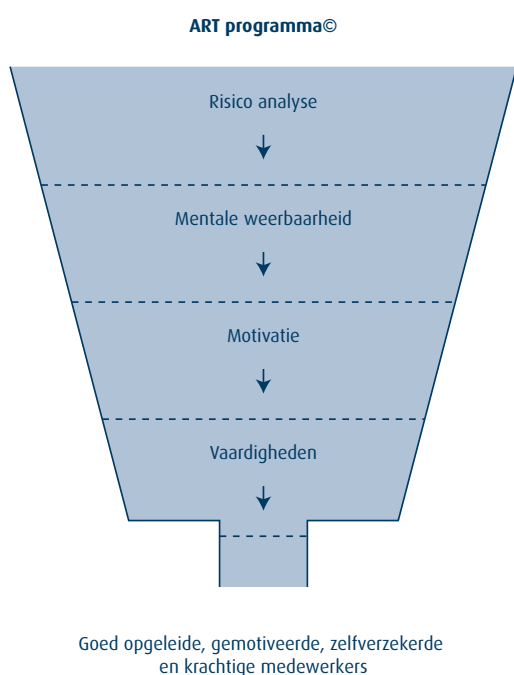 ART programma©
Risico analyse
Mentale weerbaarheid
Motivatie
Vaardigheden
Goed opgeleide, gemotiveerde, zelfverzekerde
en krachtige medewerkers